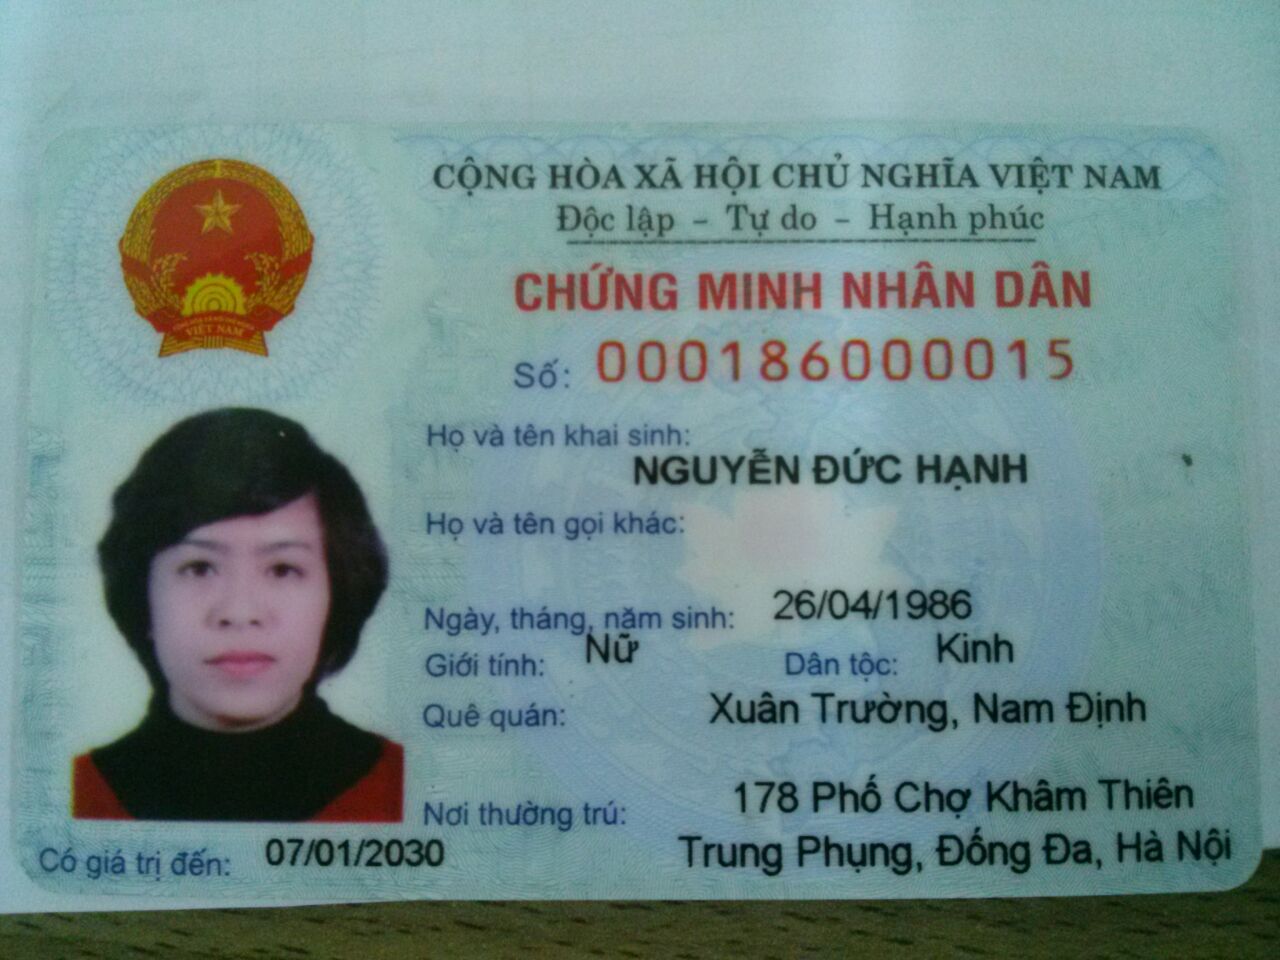 CỘNG HÒA XÃ HỘI CHỦ NGHĨA VIỆT NAM
Độc lập – Tự do – Hạnh phúc
CHỨNG MINH NHÂN DÂN
Số: 000186000015
Họ và tên khai sinh:
NGUYỄN ĐỨC HẠNH
Họ và tên gọi khác:
Ngày, tháng, năm sinh: 26/04/1986
Giới tính: Nữ Dân tộc: Kinh
Quê quán: Xuân Trường, Nam Định
Nơi thường trú: 178 Phố Chợ Khâm Thiên
Trung Phụng, Đống Đa, Hà Nội
Có giá trị đến: 07/01/2030
VIỆT NAM